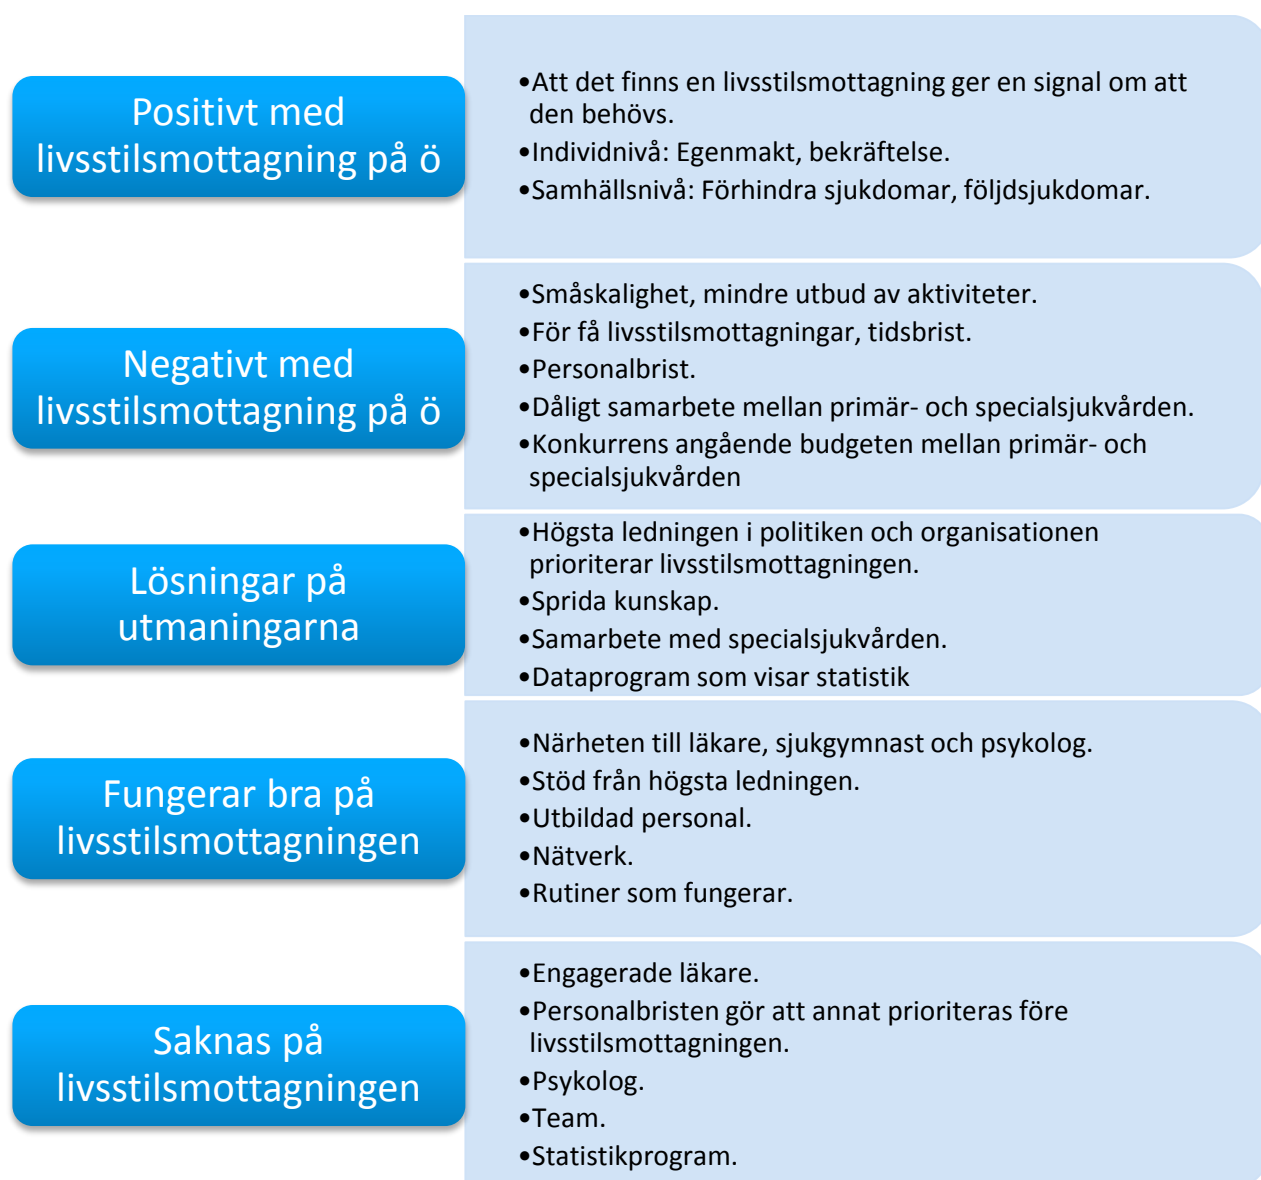 Positivt med
livsstilsmottagning på ö
•Att det finns en livsstilsmottagning ger en signal om att
den behövs.
•Individnivå: Egenmakt, bekräftelse.
•Samhällsnivå: Förhindra sjukdomar, följdsjukdomar.
Negativt med
livsstilsmottagning på ö
•Småskalighet, mindre utbud av aktiviteter.
•För få livsstilsmottagningar, tidsbrist.
•Personalbrist.
•Dåligt samarbete mellan primär- och specialsjukvården.
•Konkurrens angående budgeten mellan primär- och
specialsjukvården
Lösningar på
utmaningarna
•Högsta ledningen i politiken och organisationen
prioriterar livsstilsmottagningen.
•Sprida kunskap.
•Samarbete med specialsjukvården.
•Dataprogram som visar statistik
Fungerar bra på
livsstilsmottagningen
•Närheten till läkare, sjukgymnast och psykolog.
•Stöd från högsta ledningen.
•Utbildad personal.
•Nätverk.
•Rutiner som fungerar.
Saknas på
livsstilsmottagningen
•Engagerade läkare.
•Personalbristen gör att annat prioriteras före
livsstilsmottagningen.
•Psykolog.
•Team.
•Statistikprogram.